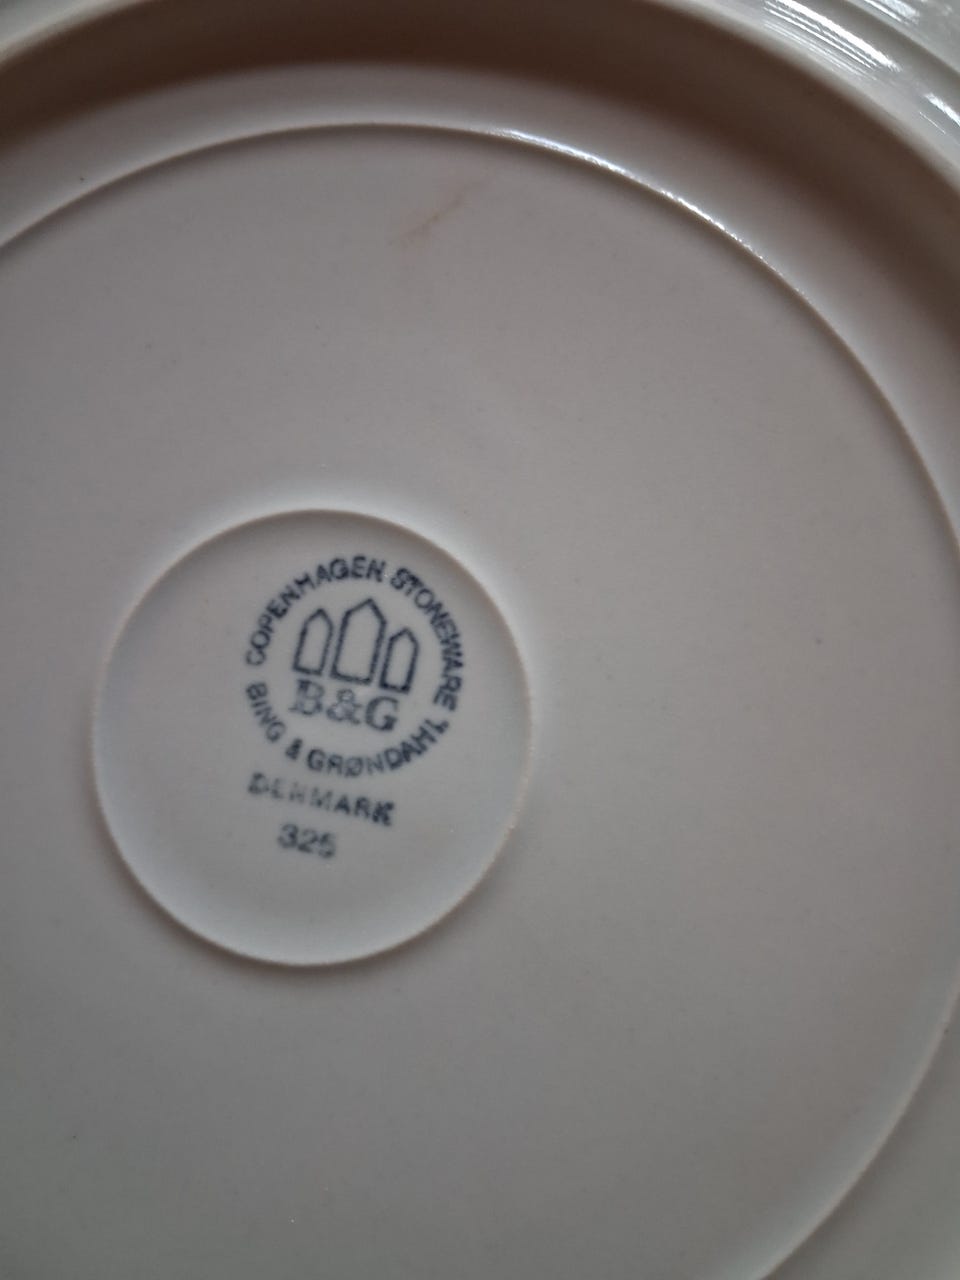 COPENHAGEN STONEWARE
B&G
BING & GRØNDAHL
DENMARK
325